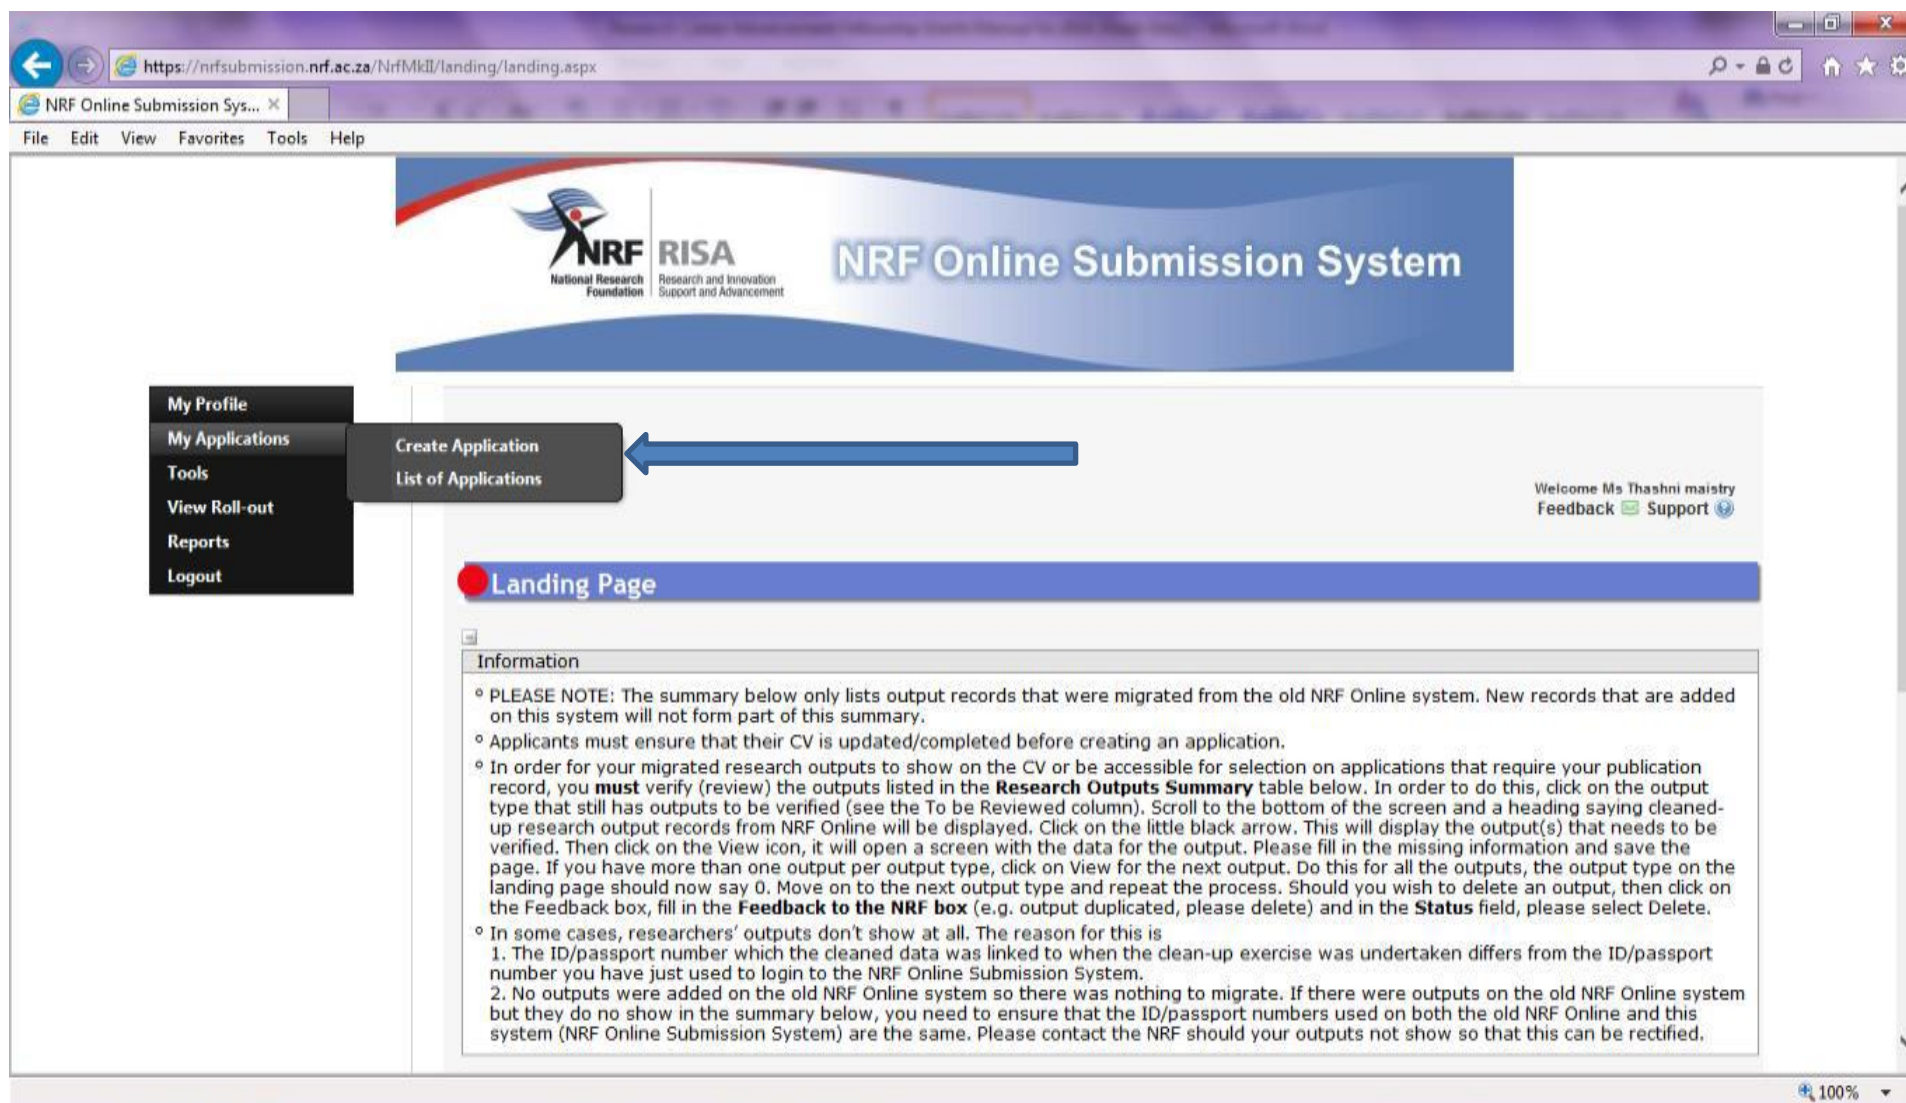 https://nrfsubmission.nrf.ac.za/NrfMkII/landing/landing.aspx
NRF Online Submission Sys...
File Edit View Favorites Tools Help
NRF
National Research
Foundation
RISA
Research and Innovation
Support and Advancement
NRF Online Submission System
My Profile
My Applications
Tools
View Roll-out
Reports
Logout
Create Application
List of Applications
Welcome Ms Thashni maistry
Feedback Support
Landing Page
Information
° PLEASE NOTE: The summary below only lists output records that were migrated from the old NRF Online system. New records that are added
on this system will not form part of this summary.
° Applicants must ensure that their CV is updated/completed before creating an application.
° In order for your migrated research outputs to show on the CV or be accessible for selection on applications that require your publication
record, you must verify (review) the outputs listed in the Research Outputs Summary table below. In order to do this, click on the output
type that still has outputs to be verified (see the To be Reviewed column). Scroll to the bottom of the screen and a heading saying cleaned-
up research output records from NRF Online will be displayed. Click on the little black arrow. This will display the output(s) that needs to be
verified. Then click on the View icon, it will open a screen with the data for the output. Please fill in the missing information and save the
page. If you have more than one output per output type, click on View for the next output. Do this for all the outputs, the output type on the
landing page should now say 0. Move on to the next output type and repeat the process. Should you wish to delete an output, then click on
the Feedback box, fill in the Feedback to the NRF box (e.g. output duplicated, please delete) and in the Status field, please select Delete.
° In some cases, researchers' outputs don't show at all. The reason for this is
1. The ID/passport number which the cleaned data was linked to when the clean-up exercise was undertaken differs from the ID/passport
number you have just used to login to the NRF Online Submission System.
2. No outputs were added on the old NRF Online system so there was nothing to migrate. If there were outputs on the old NRF Online system
but they do no show in the summary below, you need to ensure that the ID/passport numbers used on both the old NRF Online and this
system (NRF Online Submission System) are the same. Please contact the NRF should your outputs not show so that this can be rectified.
100%